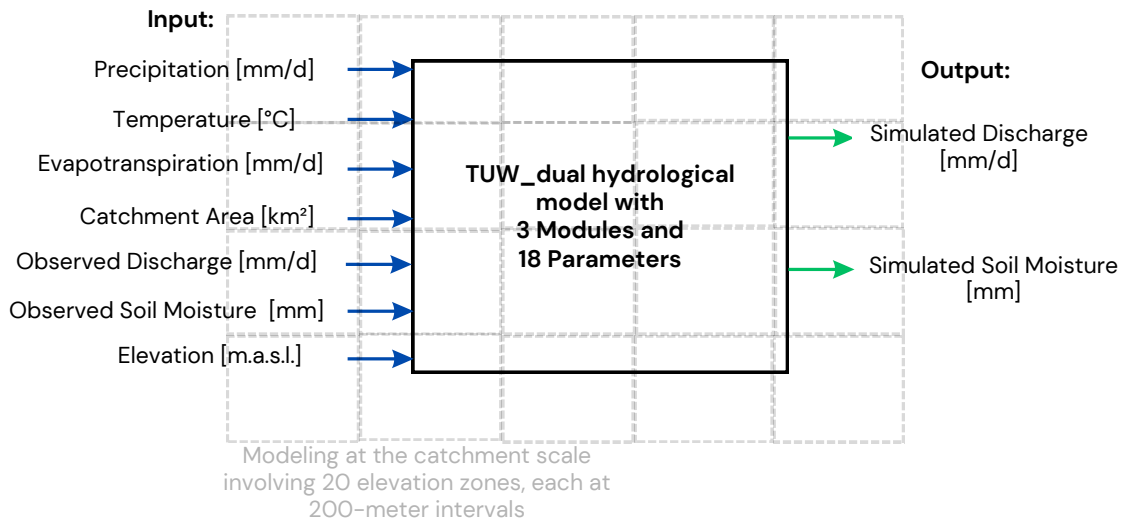 Input:
Precipitation [mm/d]
Temperature [°C]
Evapotranspiration [mm/d]
Catchment Area [km²]
Observed Discharge [mm/d]
Observed Soil Moisture [mm]
Elevation [m.a.s.l.]
TUW_dual hydrological
model with
3 Modules and
18 Parameters
Output:
Simulated Discharge
[mm/d]
Simulated Soil Moisture
[mm]
Modeling at the catchment scale
involving 20 elevation zones, each at
200-meter intervals